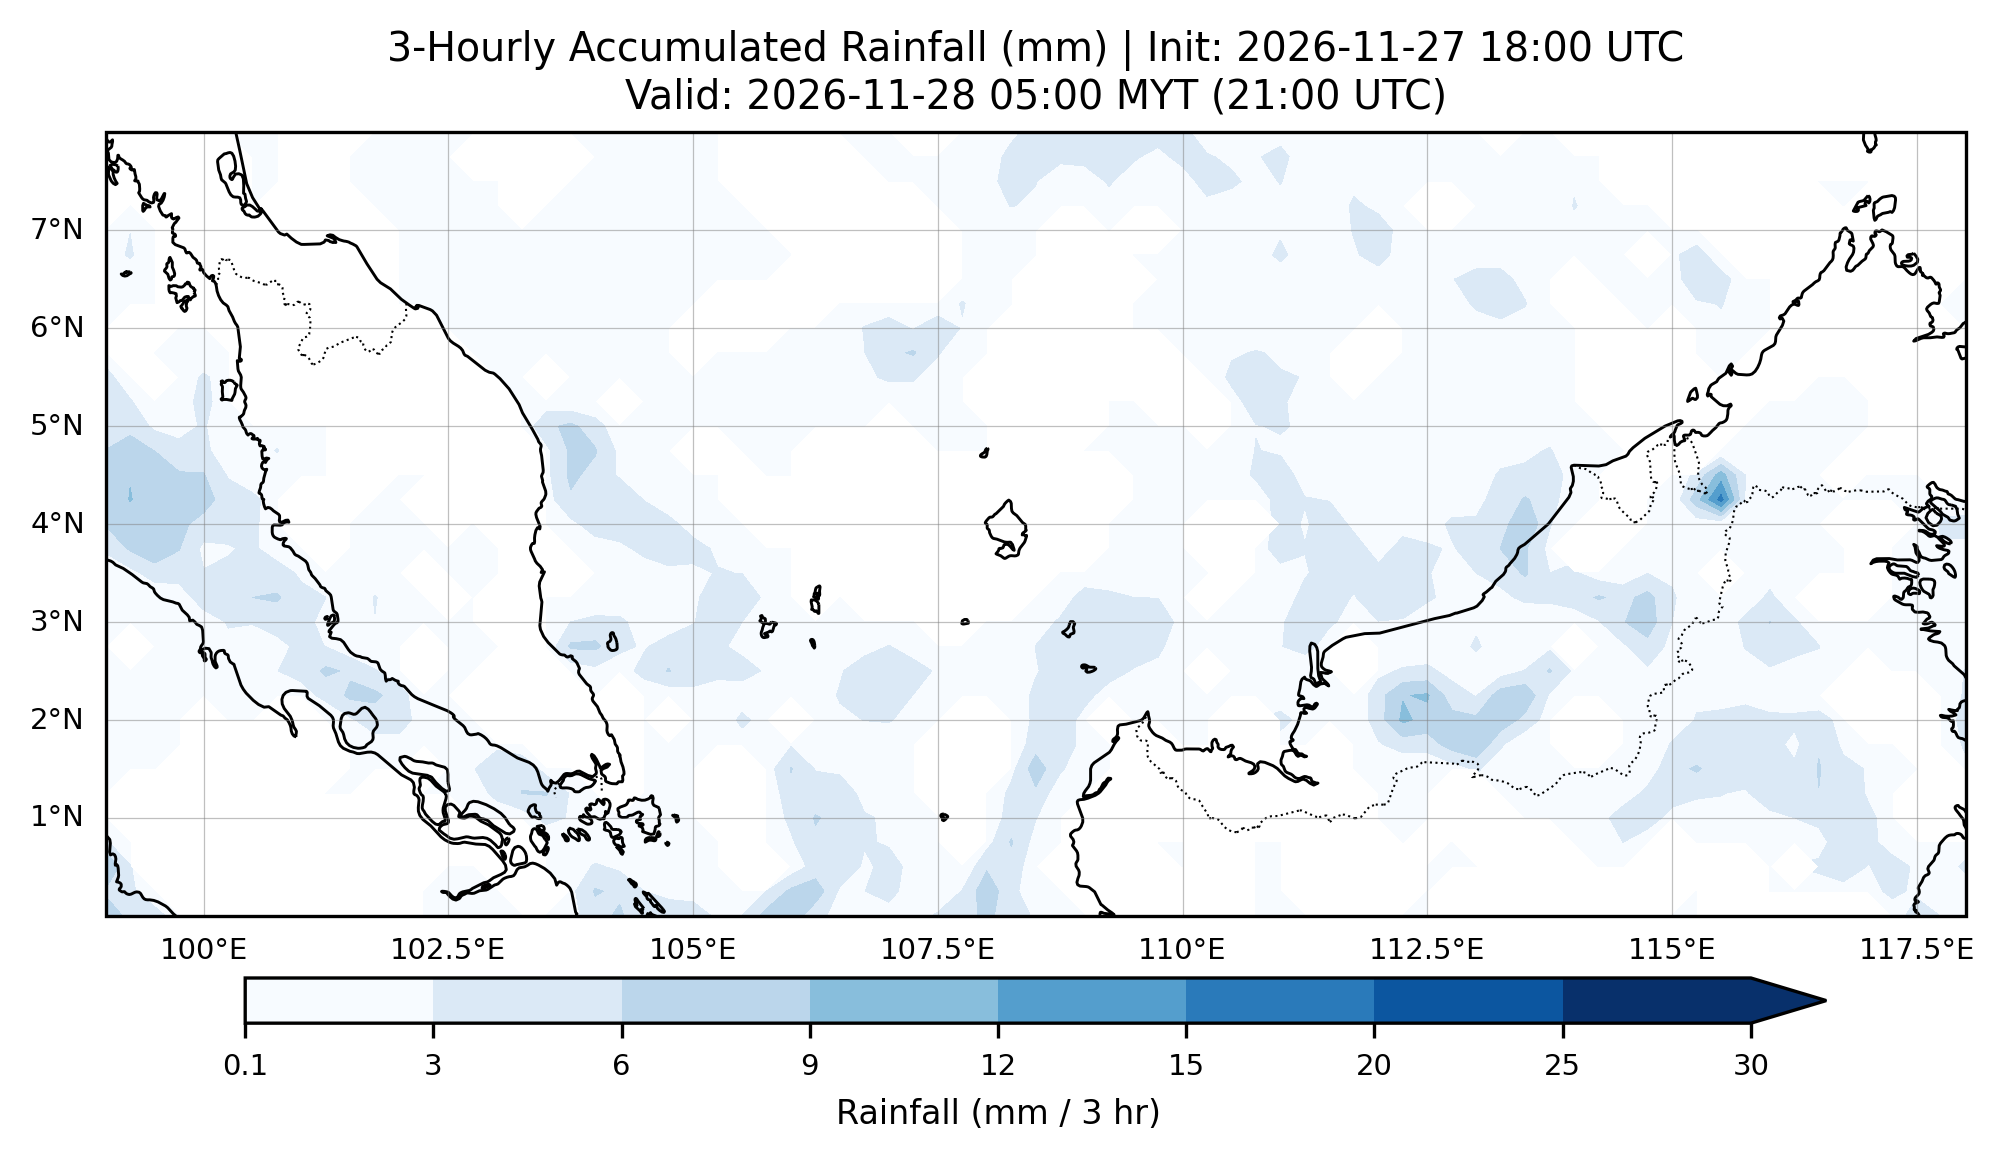 3-Hourly Accumulated Rainfall (mm) | Init: 2026-11-27 18:00 UTC
Valid: 2026-11-28 05:00 MYT (21:00 UTC)
7°N
6°N
5°N
4°N
3°N
2°N
1°N
100°E 102.5°E 105°E 107.5°E 110°E 112.5°E 115°E 117.5°E
0.1 3 6 9 12 15 20 25 30
Rainfall (mm / 3 hr)